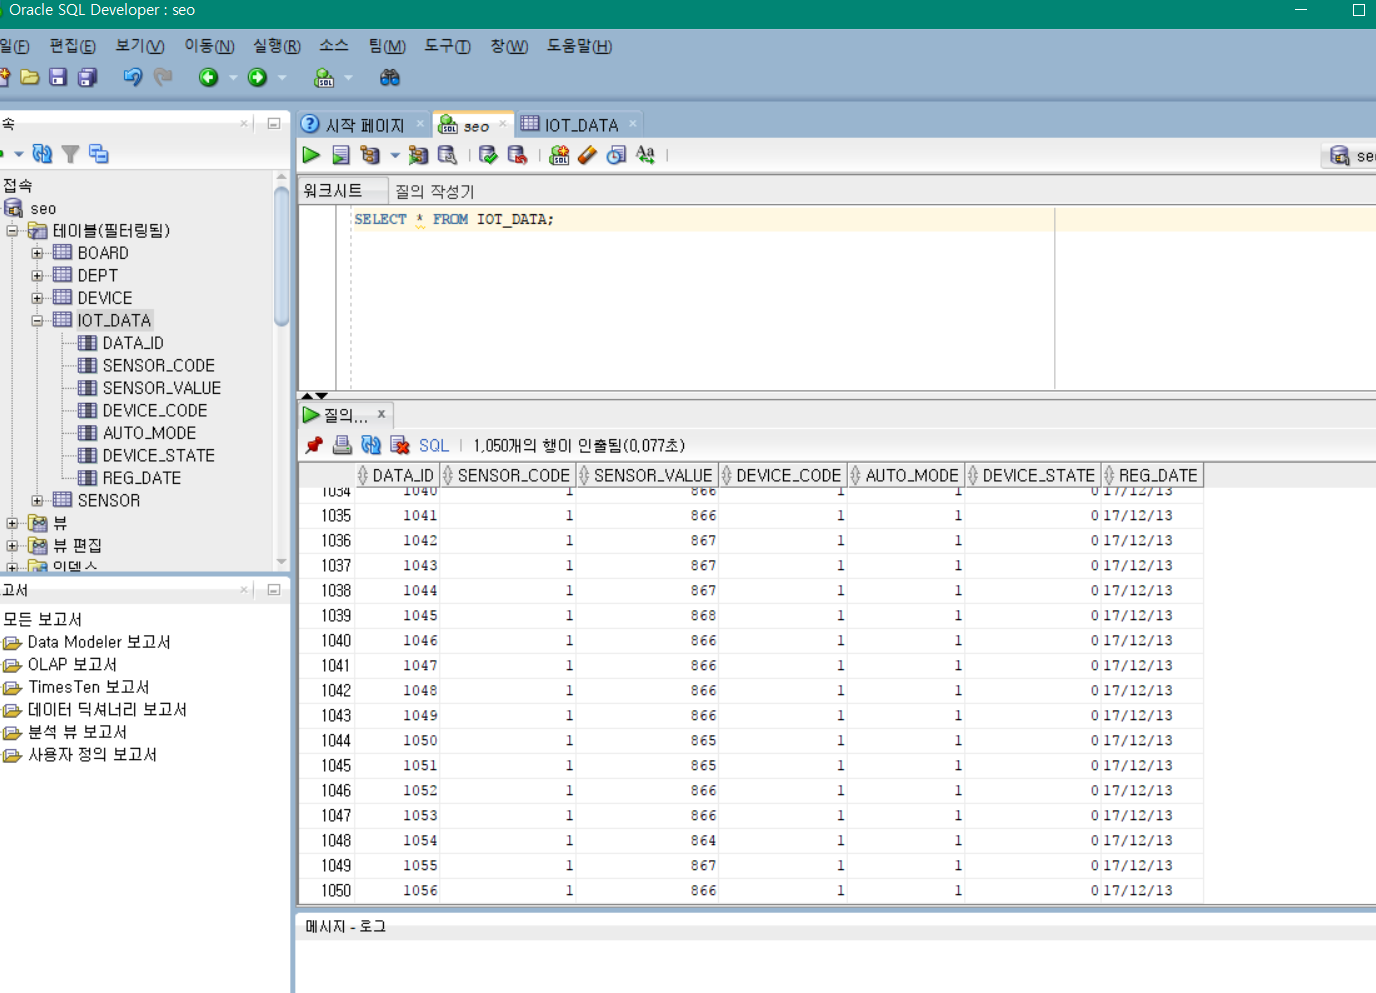 Oracle SQL Developer : seo
일(F) 편집(E) 보기(V) 이동(N) 실행(R) 소스 팀(M) 도구(T) 창(W) 도움말(H)
속
접속
seo
테이블(필터링됨)
BOARD
DEPT
DEVICE
IOT_DATA
DATA_ID
SENSOR_CODE
SENSOR_VALUE
DEVICE_CODE
AUTO_MODE
DEVICE_STATE
REG_DATE
SENSOR
뷰
뷰 편집
인덱스
고서
모든 보고서
Data Modeler 보고서
OLAP 보고서
TimesTen 보고서
데이터 딕셔너리 보고서
분석 뷰 보고서
사용자 정의 보고서
시작 페이지 seo IOT_DATA
seo
워크시트 질의 작성기
SELECT * FROM IOT_DATA;
질의...
SQL 1,050개의 행이 인출됨(0,077초)
DATA_ID SENSOR_CODE SENSOR_VALUE DEVICE_CODE AUTO_MODE DEVICE_STATE REG_DATE
1034 1040 1 866 1 1 0 17/12/13
1035 1041 1 866 1 1 0 17/12/13
1036 1042 1 867 1 1 0 17/12/13
1037 1043 1 867 1 1 0 17/12/13
1038 1044 1 867 1 1 0 17/12/13
1039 1045 1 868 1 1 0 17/12/13
1040 1046 1 866 1 1 0 17/12/13
1041 1047 1 866 1 1 0 17/12/13
1042 1048 1 866 1 1 0 17/12/13
1043 1049 1 866 1 1 0 17/12/13
1044 1050 1 865 1 1 0 17/12/13
1045 1051 1 865 1 1 0 17/12/13
1046 1052 1 866 1 1 0 17/12/13
1047 1053 1 866 1 1 0 17/12/13
1048 1054 1 864 1 1 0 17/12/13
1049 1055 1 867 1 1 0 17/12/13
1050 1056 1 866 1 1 0 17/12/13
메시지 - 로그